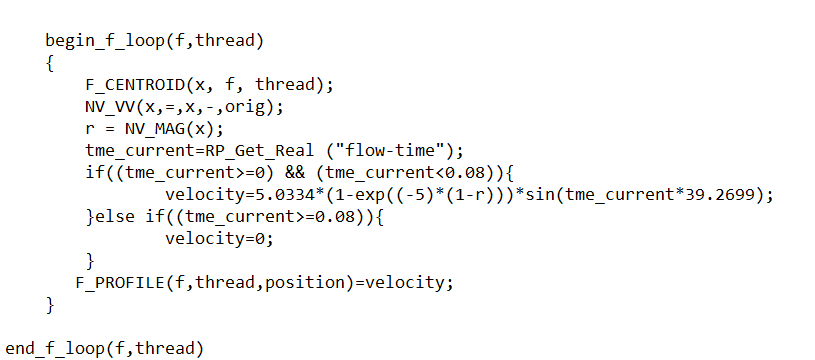 begin_f_loop(f,thread)
{
F_CENTROID(x, f, thread);
NV_VV(x,=,x,-,orig);
r = NV_MAG(x);
tme_current=RP_Get_Real ("flow-time");
if((tme_current>=0) && (tme_current<0.08)){
velocity=5.0334*(1-exp((-5)*(1-r)))*sin(tme_current*39.2699);
}else if((tme_current>=0.08)){
velocity=0;
}
F_PROFILE(f,thread,position)=velocity;
}
end_f_loop(f,thread)